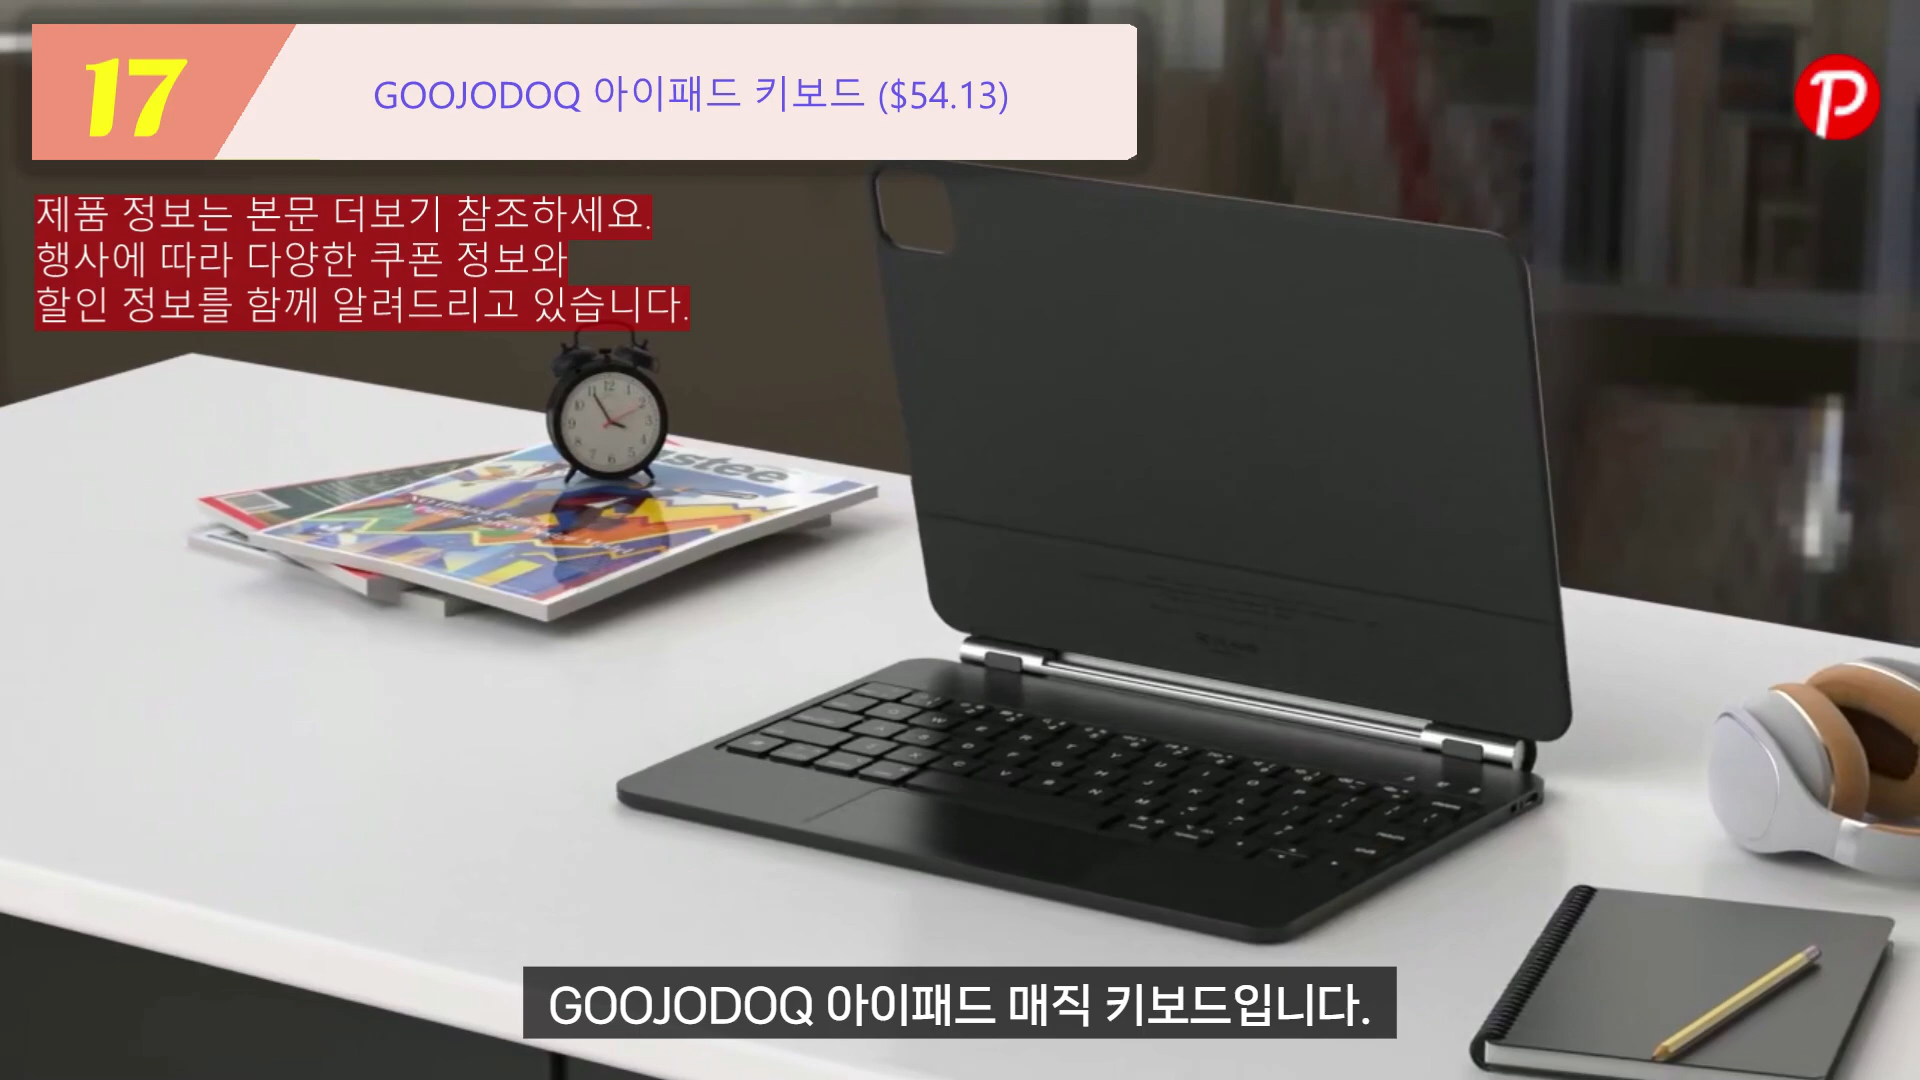 17
GOOJODOQ 아이패드 키보드 ($54.13)
제품 정보는 본문 더보기 참조하세요.
행사에 따라 다양한 쿠폰 정보와
할인 정보를 함께 알려드리고 있습니다.
GOOJODOQ 아이패드 매직 키보드입니다.